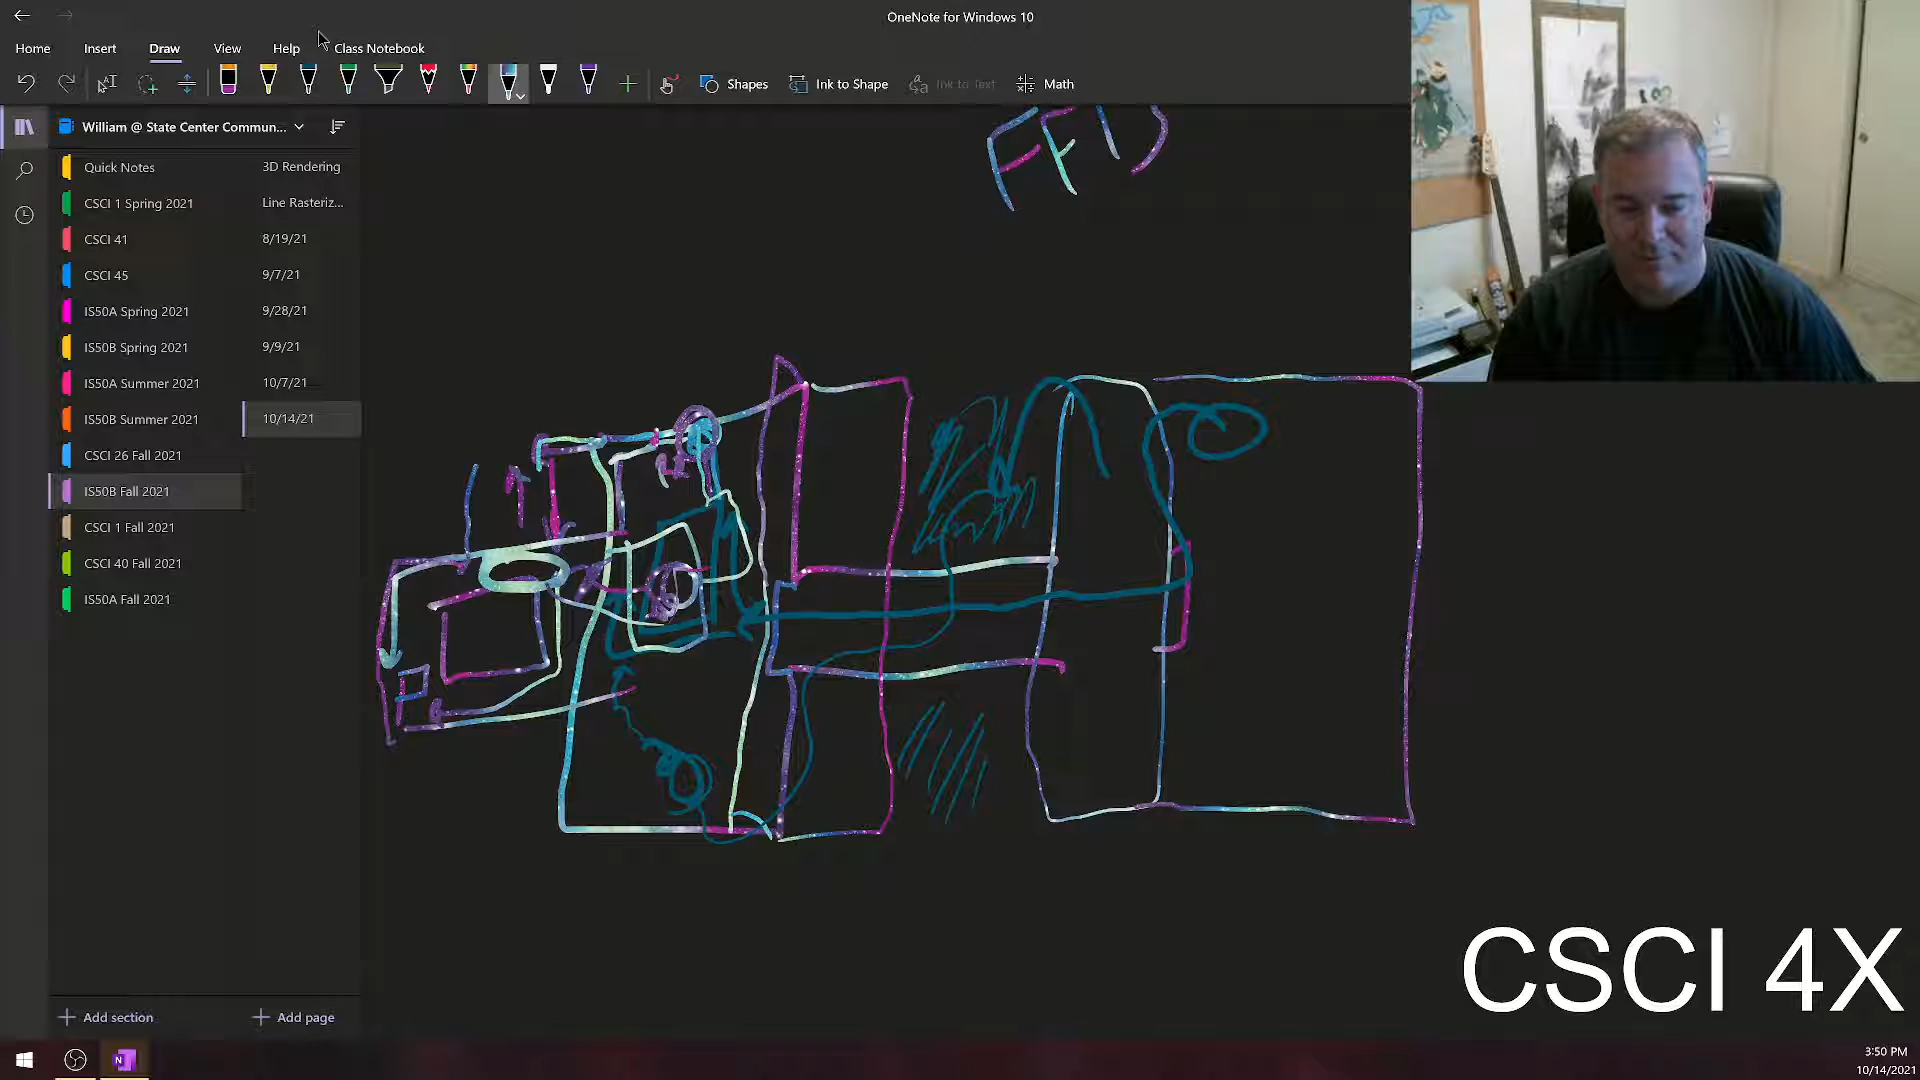 OneNote for Windows 10
Home Insert Draw View Help Class Notebook
Shapes Ink to Shape Ink to Text Math
William @ State Center Commun...
Quick Notes
CSCI 1 Spring 2021
CSCI 41
CSCI 45
IS50A Spring 2021
IS50B Spring 2021
IS50A Summer 2021
IS50B Summer 2021
CSCI 26 Fall 2021
IS50B Fall 2021
CSCI 1 Fall 2021
CSCI 40 Fall 2021
IS50A Fall 2021
3D Rendering
Line Rasteriz...
8/19/21
9/7/21
9/28/21
9/9/21
10/7/21
10/14/21
Add section
Add page
CSCI 4X
3:50 PM
10/14/2021